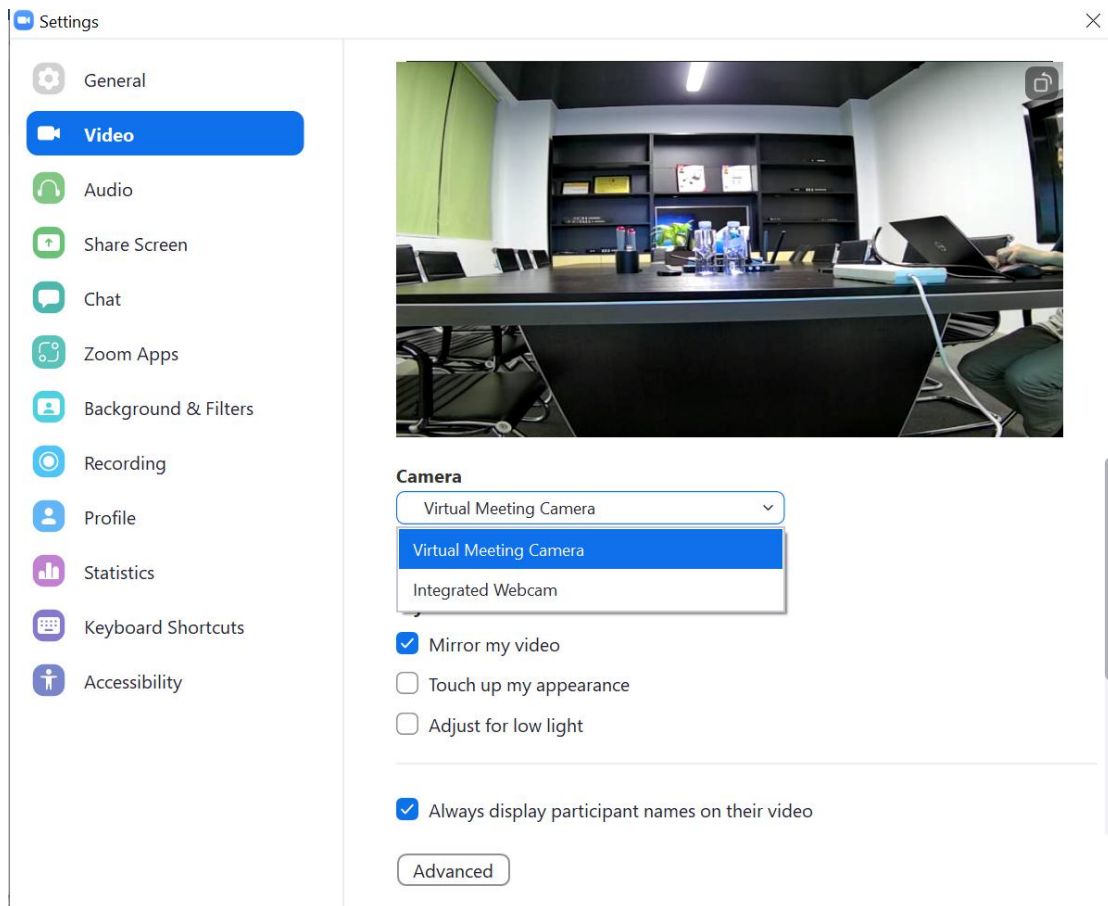 Settings
General
Video
Audio
Share Screen
Chat
Zoom Apps
Background & Filters
Recording
Profile
Statistics
Keyboard Shortcuts
Accessibility
Camera
Virtual Meeting Camera
Virtual Meeting Camera
Integrated Webcam
Mirror my video
Touch up my appearance
Adjust for low light
Always display participant names on their video
Advanced